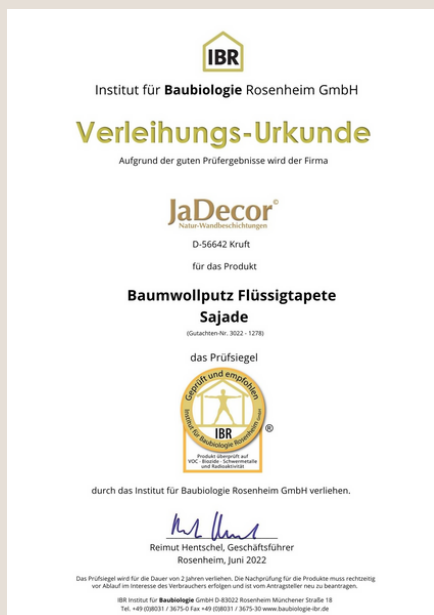 IBR
Institut für Baubiologie Rosenheim GmbH
Verleihungs-Urkunde
Aufgrund der guten Prüfergebnisse wird der Firma
JaDecor©
Natur-Wandbeschichtungen
D-56642 Kruft
für das Produkt
Baumwollputz Flüssigtapete
Sajade
(Gutachten-Nr. 3022 - 1278)
das Prüfsiegel
Geprüft und empfohlen
Institut für Baubiologie Rosenheim GmbH
IBR
®
Produkt überprüft auf
VOC - Biozide - Schwermetalle
und Radioaktivität
durch das Institut für Baubiologie Rosenheim GmbH verliehen.
Reimut Hentschel, Geschäftsführer
Rosenheim, Juni 2022
Das Prüfsiegel wird für die Dauer von 2 Jahren verliehen. Die Nachprüfung für die Produkte muss rechtzeitig
vor Ablauf im Interesse des Verbrauchers erfolgen und ist vom Antragsteller neu zu beantragen.
IBR Institut für Baubiologie GmbH D-83022 Rosenheim Münchener Straße 18
Tel. +49 (0)8031 / 3675-0 Fax +49 (0)8031 / 3675-30 www.baubiologie-ibr.de